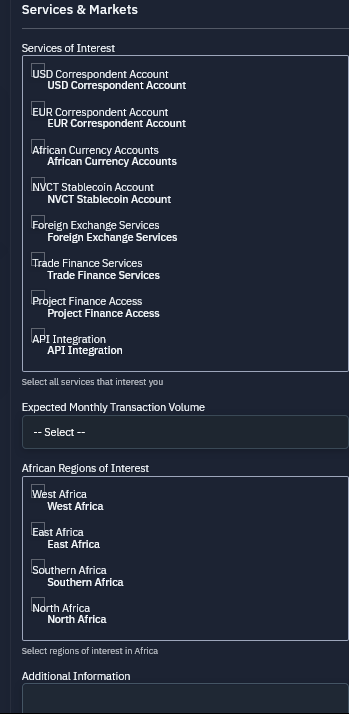 Services & Markets
Services of Interest
USD Correspondent Account
USD Correspondent Account
EUR Correspondent Account
EUR Correspondent Account
African Currency Accounts
African Currency Accounts
NVCT Stablecoin Account
NVCT Stablecoin Account
Foreign Exchange Services
Foreign Exchange Services
Trade Finance Services
Trade Finance Services
Project Finance Access
Project Finance Access
API Integration
API Integration
Select all services that interest you
Expected Monthly Transaction Volume
-- Select --
African Regions of Interest
West Africa
West Africa
East Africa
East Africa
Southern Africa
Southern Africa
North Africa
North Africa
Select regions of interest in Africa
Additional Information